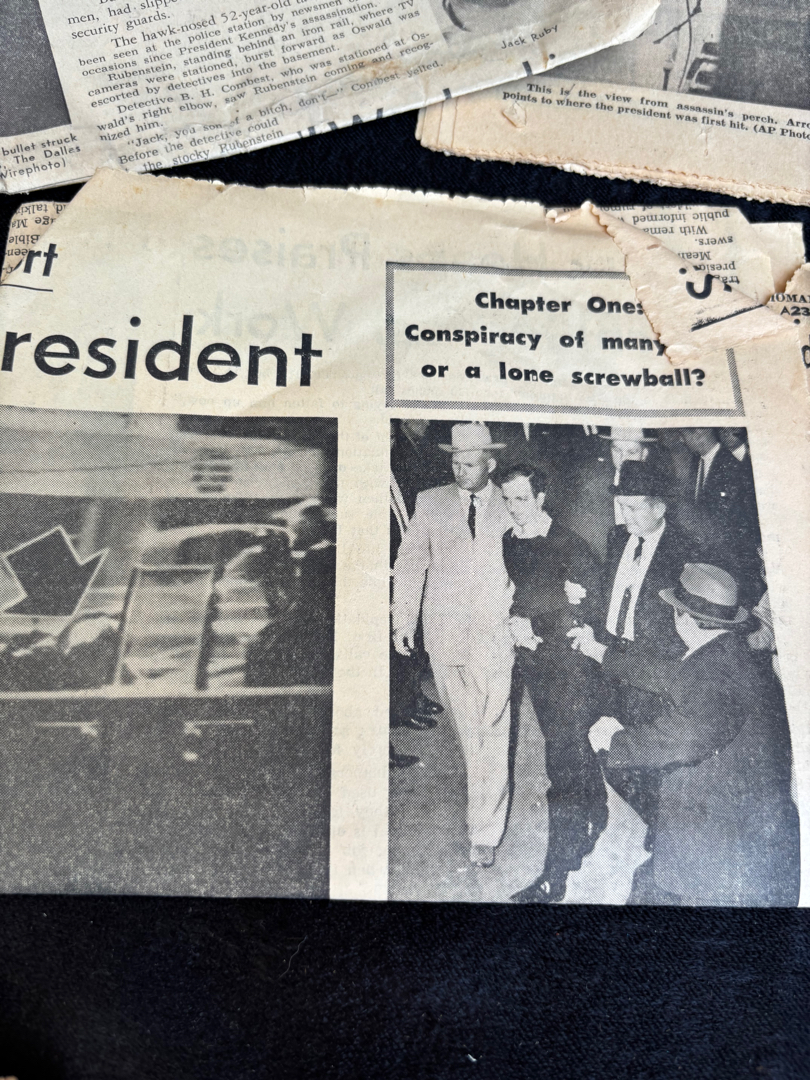 men, had slippe
security guards.
The hawk-nosed 52-year-old
been seen at the police station by newsmen
occasions since President Kennedy's assassination.
Rubenstein, standing behind an iron rail, where TV
cameras were stationed, burst forward as Oswald was
escorted by detectives into the basement.
Detective B. H. Combest, who was stationed at Os-
wald's right elbow, saw Rubenstein coming and recog-
nized him.
"Jack, you son of a bitch, don't—" Combest yelled.
Before the detective could
the stocky Rubenstein
bullet struck
The Dalles
Wirephoto)
Jack Ruby
This is the view from assassin's perch. Arro
points to where the president was first hit. (AP Photo
public informed
With
swers.
Mean
presid
trag
rt
resident
Chapter One:
Conspiracy of many
or a lone screwball?
A23